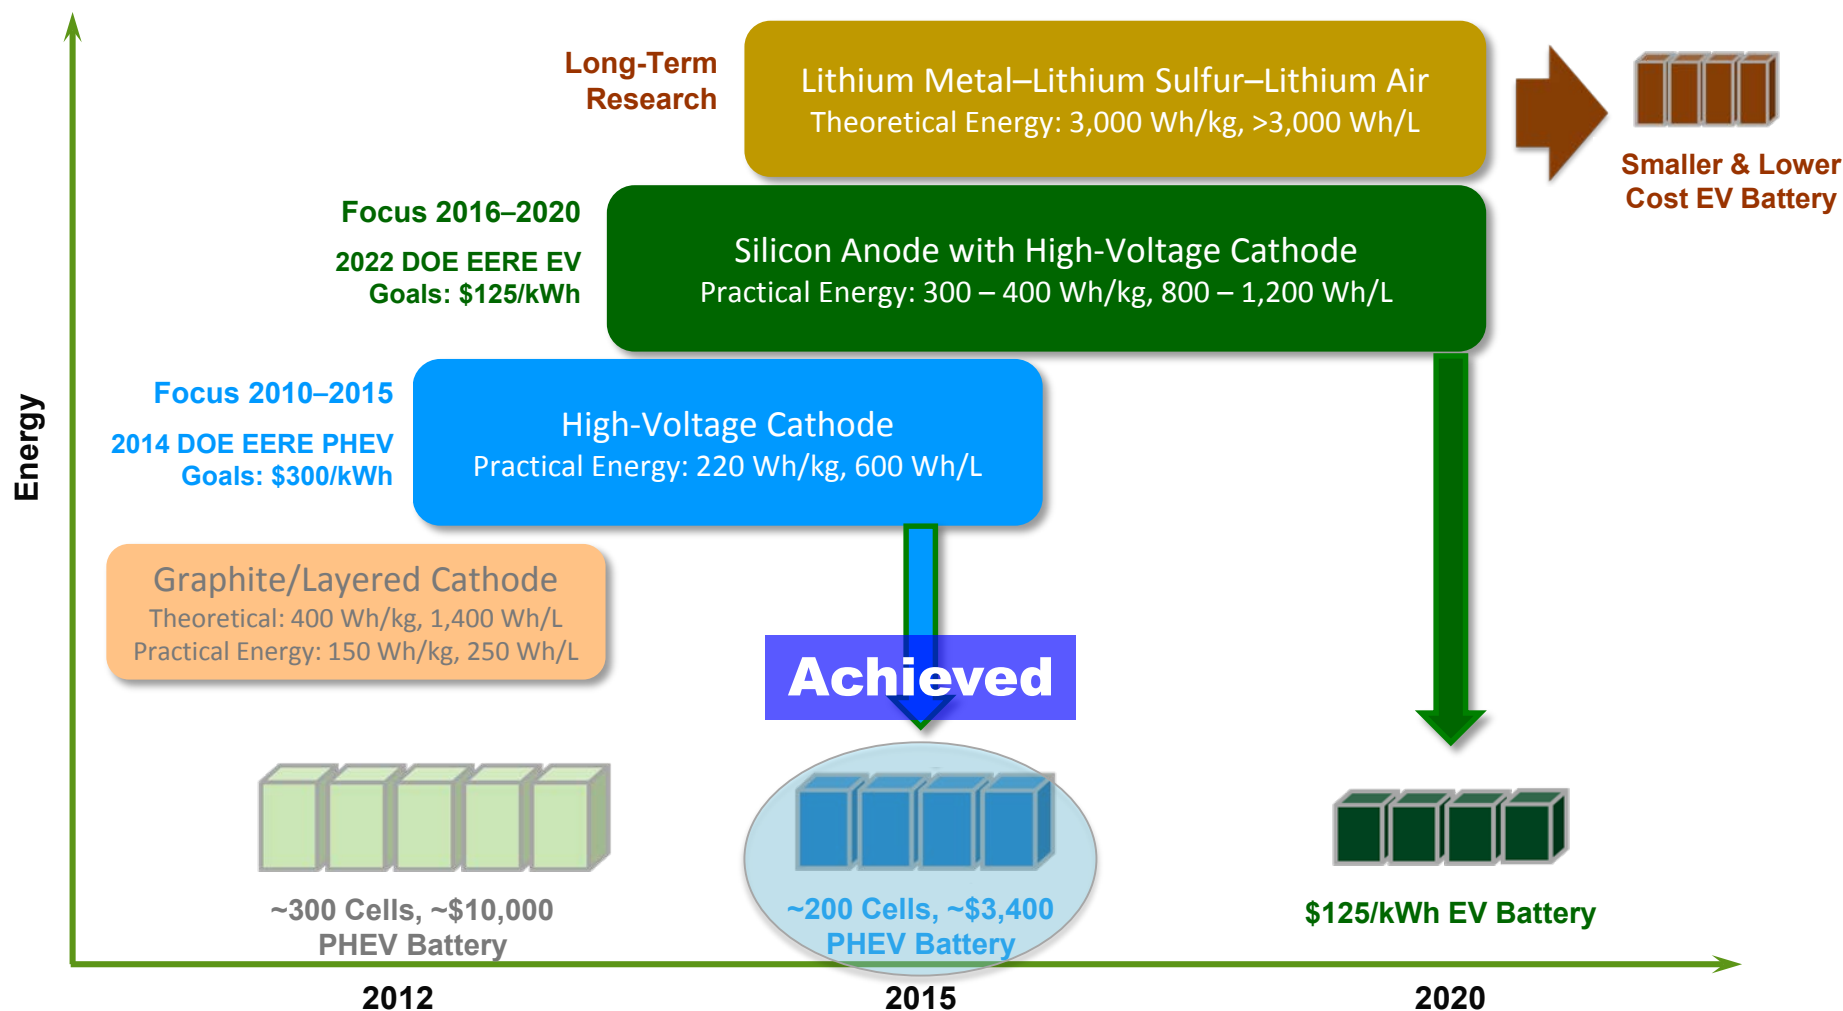 Long-Term
Research
Lithium Metal–Lithium Sulfur–Lithium Air
Theoretical Energy: 3,000 Wh/kg, >3,000 Wh/L
Smaller & Lower
Cost EV Battery
Focus 2016–2020
2022 DOE EERE EV
Goals: $125/kWh
Silicon Anode with High-Voltage Cathode
Practical Energy: 300 – 400 Wh/kg, 800 – 1,200 Wh/L
Focus 2010–2015
2014 DOE EERE PHEV
Goals: $300/kWh
High-Voltage Cathode
Practical Energy: 220 Wh/kg, 600 Wh/L
Energy
Graphite/Layered Cathode
Theoretical: 400 Wh/kg, 1,400 Wh/L
Practical Energy: 150 Wh/kg, 250 Wh/L
Achieved
~300 Cells, ~$10,000
PHEV Battery
~200 Cells, ~$3,400
PHEV Battery
$125/kWh EV Battery
2012
2015
2020